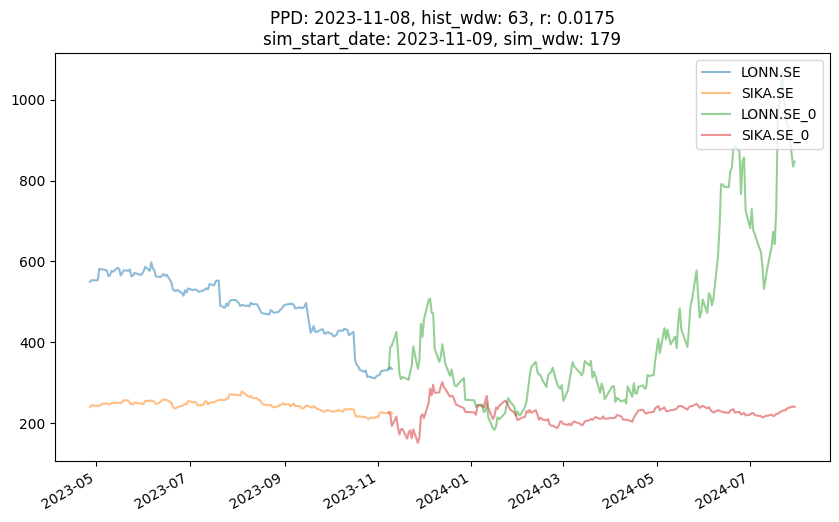 PPD: 2023-11-08, hist_wdw: 63, r: 0.0175
sim_start_date: 2023-11-09, sim_wdw: 179
LONN.SE
SIKA.SE
LONN.SE_0
SIKA.SE_0
1000
800
600
400
200
2023-05
2023-07
2023-09
2023-11
2024-01
2024-03
2024-05
2024-07